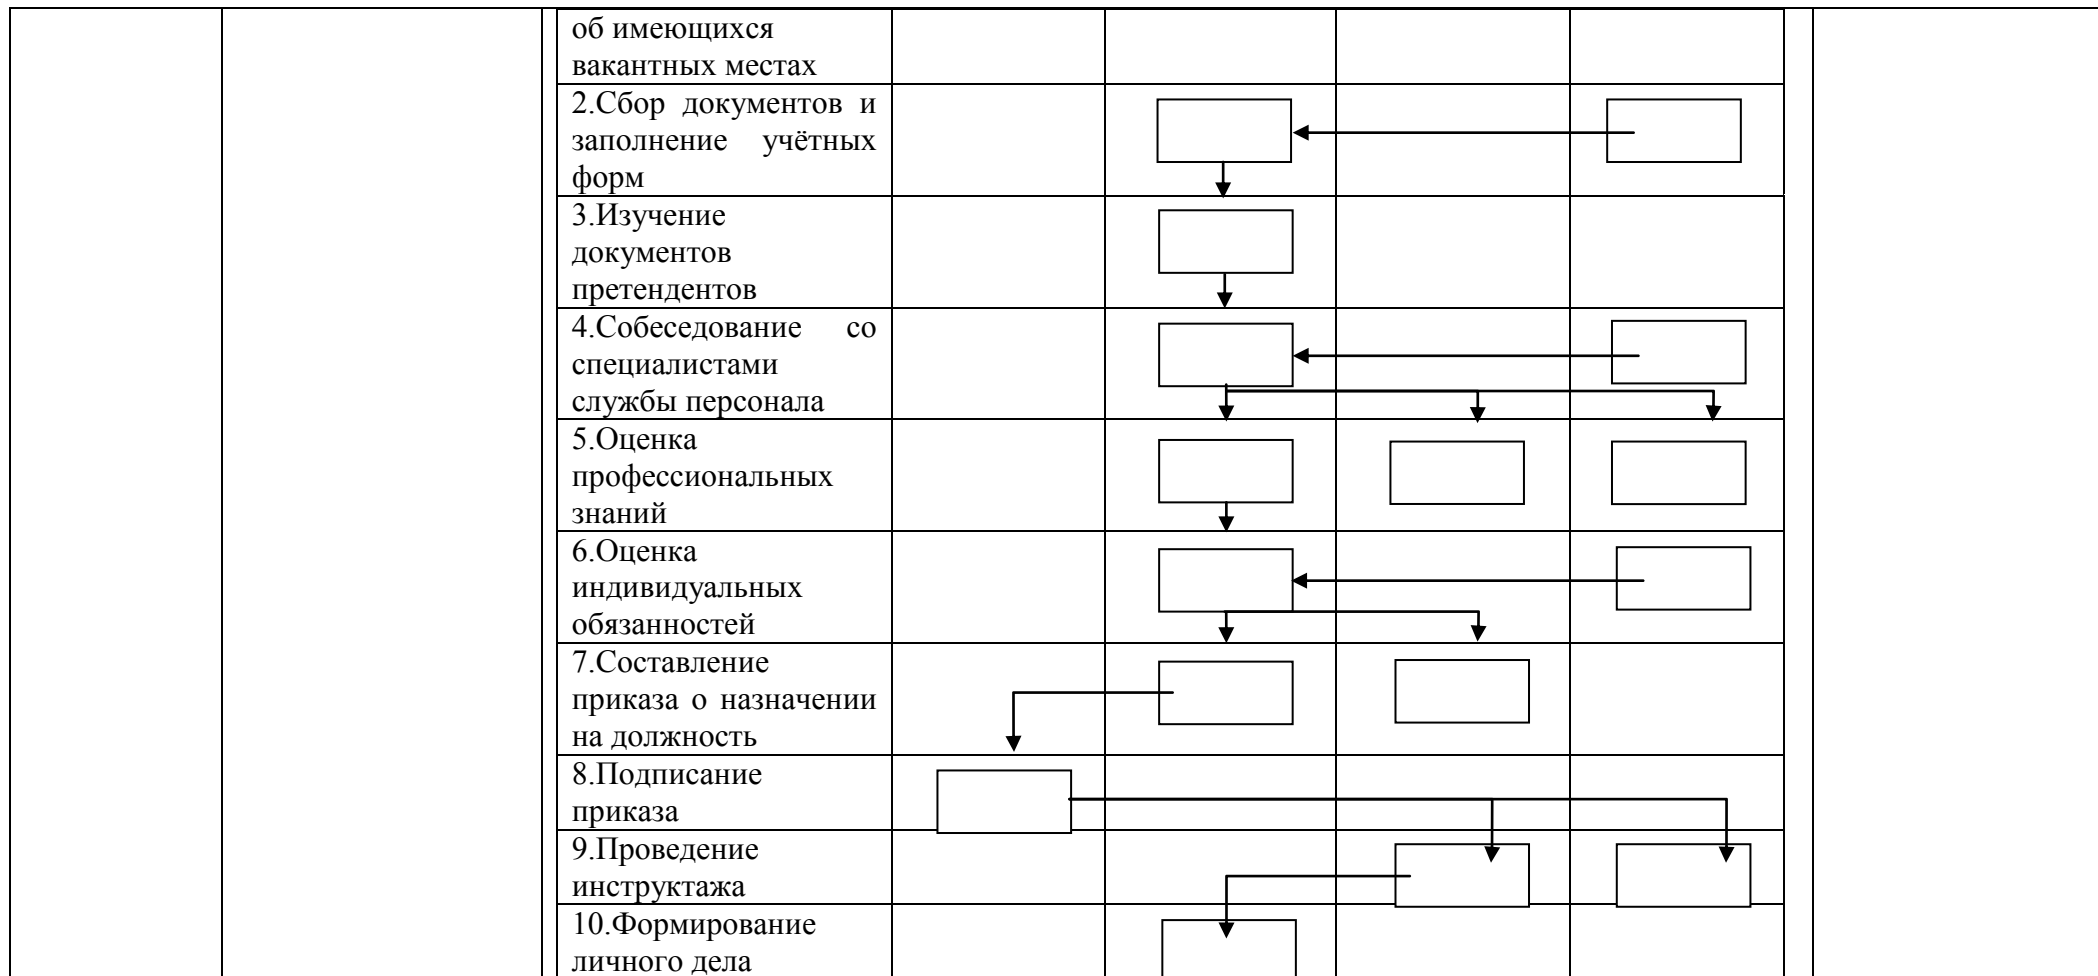 об имеющихся
вакантных местах
2.Сбор документов и
заполнение учётных
форм
3.Изучение
документов
претендентов
4.Собеседование со
специалистами
службы персонала
5.Оценка
профессиональных
знаний
6.Оценка
индивидуальных
обязанностей
7.Составление
приказа о назначении
на должность
8.Подписание
приказа
9.Проведение
инструктажа
10.Формирование
личного дела